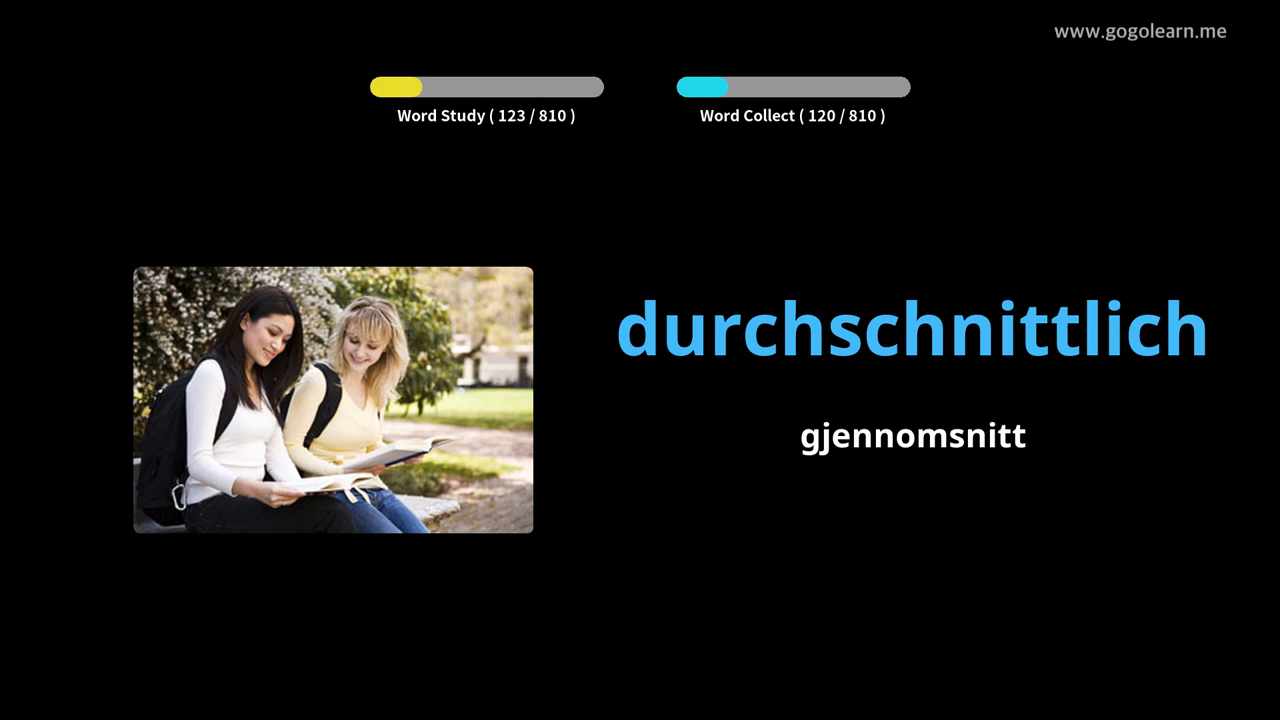 www.gogolearn.me
Word Study ( 123 / 810 )
Word Collect ( 120 / 810 )
durchschnittlich
gjennomsnitt